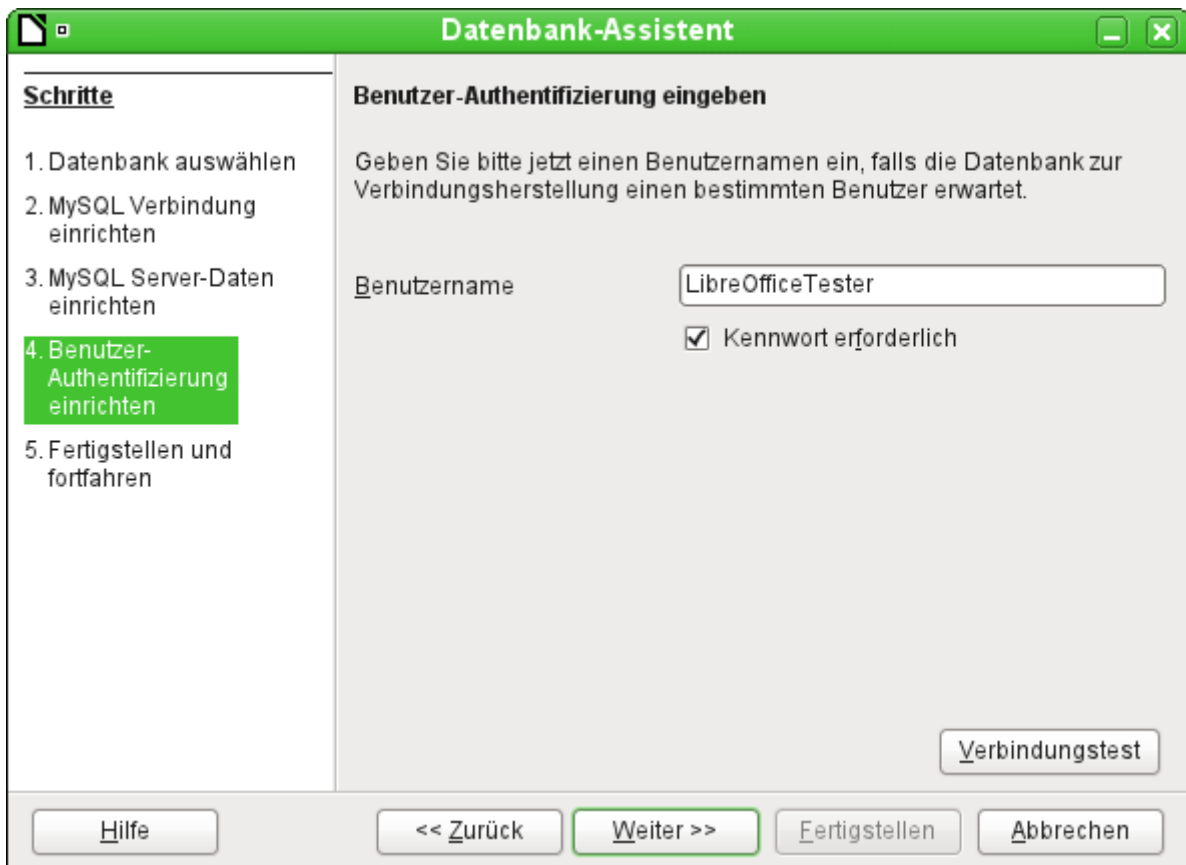 Datenbank-Assistent
Schritte
1. Datenbank auswählen
2. MySQL Verbindung
einrichten
3. MySQL Server-Daten
einrichten
4. Benutzer-
Authentifizierung
einrichten
5. Fertigstellen und
fortfahren
Benutzer-Authentifizierung eingeben
Geben Sie bitte jetzt einen Benutzernamen ein, falls die Datenbank zur
Verbindungsherstellung einen bestimmten Benutzer erwartet.
Benutzername
LibreOfficeTester
Kennwort erforderlich
Verbindungstest
Hilfe
<< Zurück
Weiter >>
Fertigstellen
Abbrechen